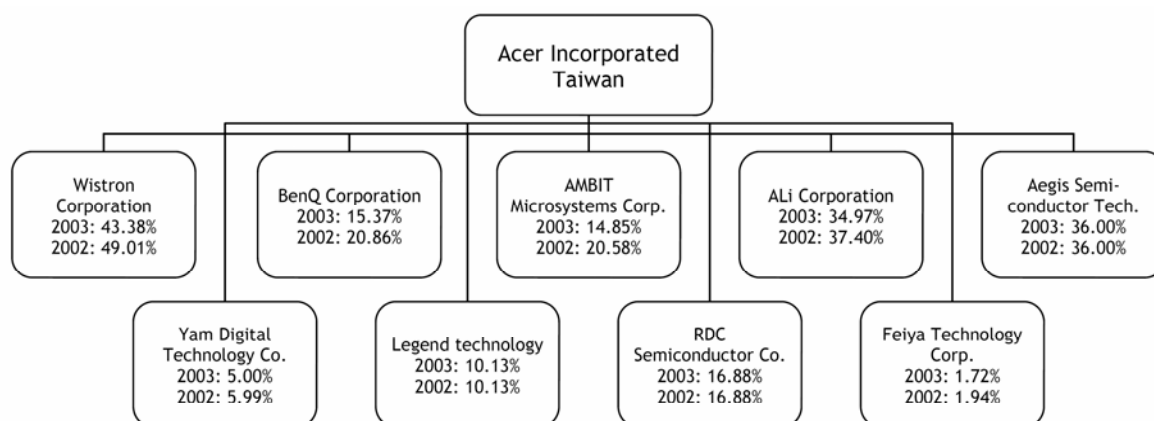 Acer Incorporated
Taiwan
Wistron
Corporation
2003: 43.38%
2002: 49.01%
BenQ Corporation
2003: 15.37%
2002: 20.86%
AMBIT
Microsystems Corp.
2003: 14.85%
2002: 20.58%
ALi Corporation
2003: 34.97%
2002: 37.40%
Aegis Semi-
conductor Tech.
2003: 36.00%
2002: 36.00%
Yam Digital
Technology Co.
2003: 5.00%
2002: 5.99%
Legend technology
2003: 10.13%
2002: 10.13%
RDC
Semiconductor Co.
2003: 16.88%
2002: 16.88%
Feiya Technology
Corp.
2003: 1.72%
2002: 1.94%